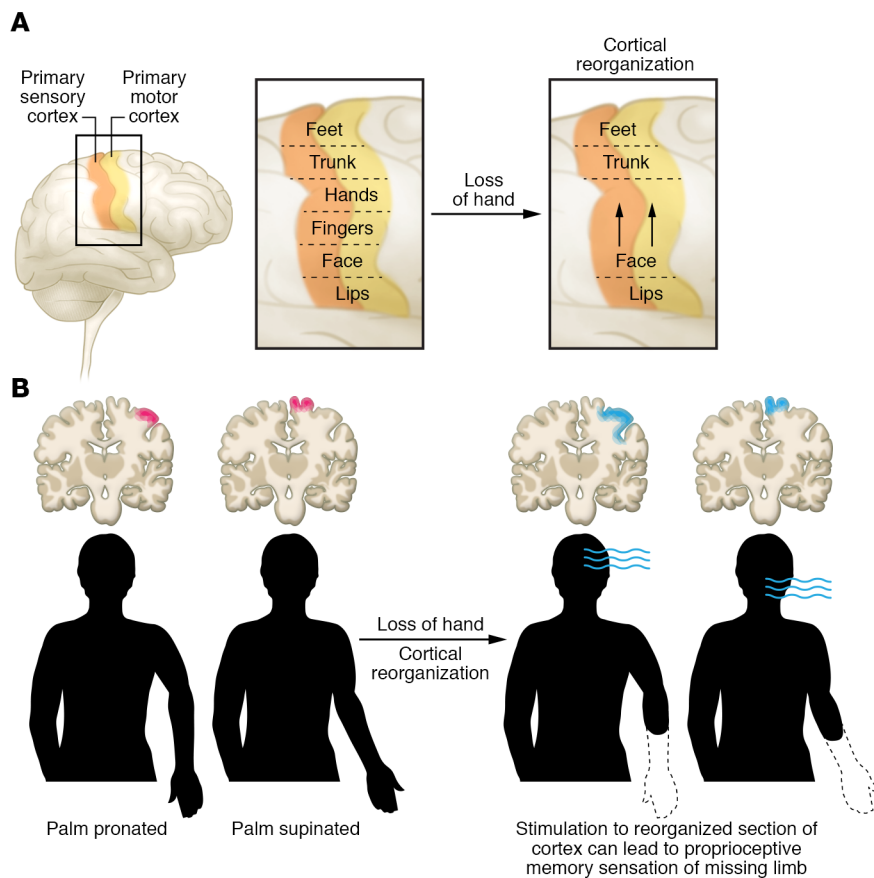 A
Primary
sensory
cortex
Primary
motor
cortex
Feet
Trunk
Hands
Fingers
Face
Lips
Loss
of hand
Cortical
reorganization
Feet
Trunk
Face
Lips
B
Loss of hand
Cortical
reorganization
Palm pronated
Palm supinated
Stimulation to reorganized section of
cortex can lead to proprioceptive
memory sensation of missing limb